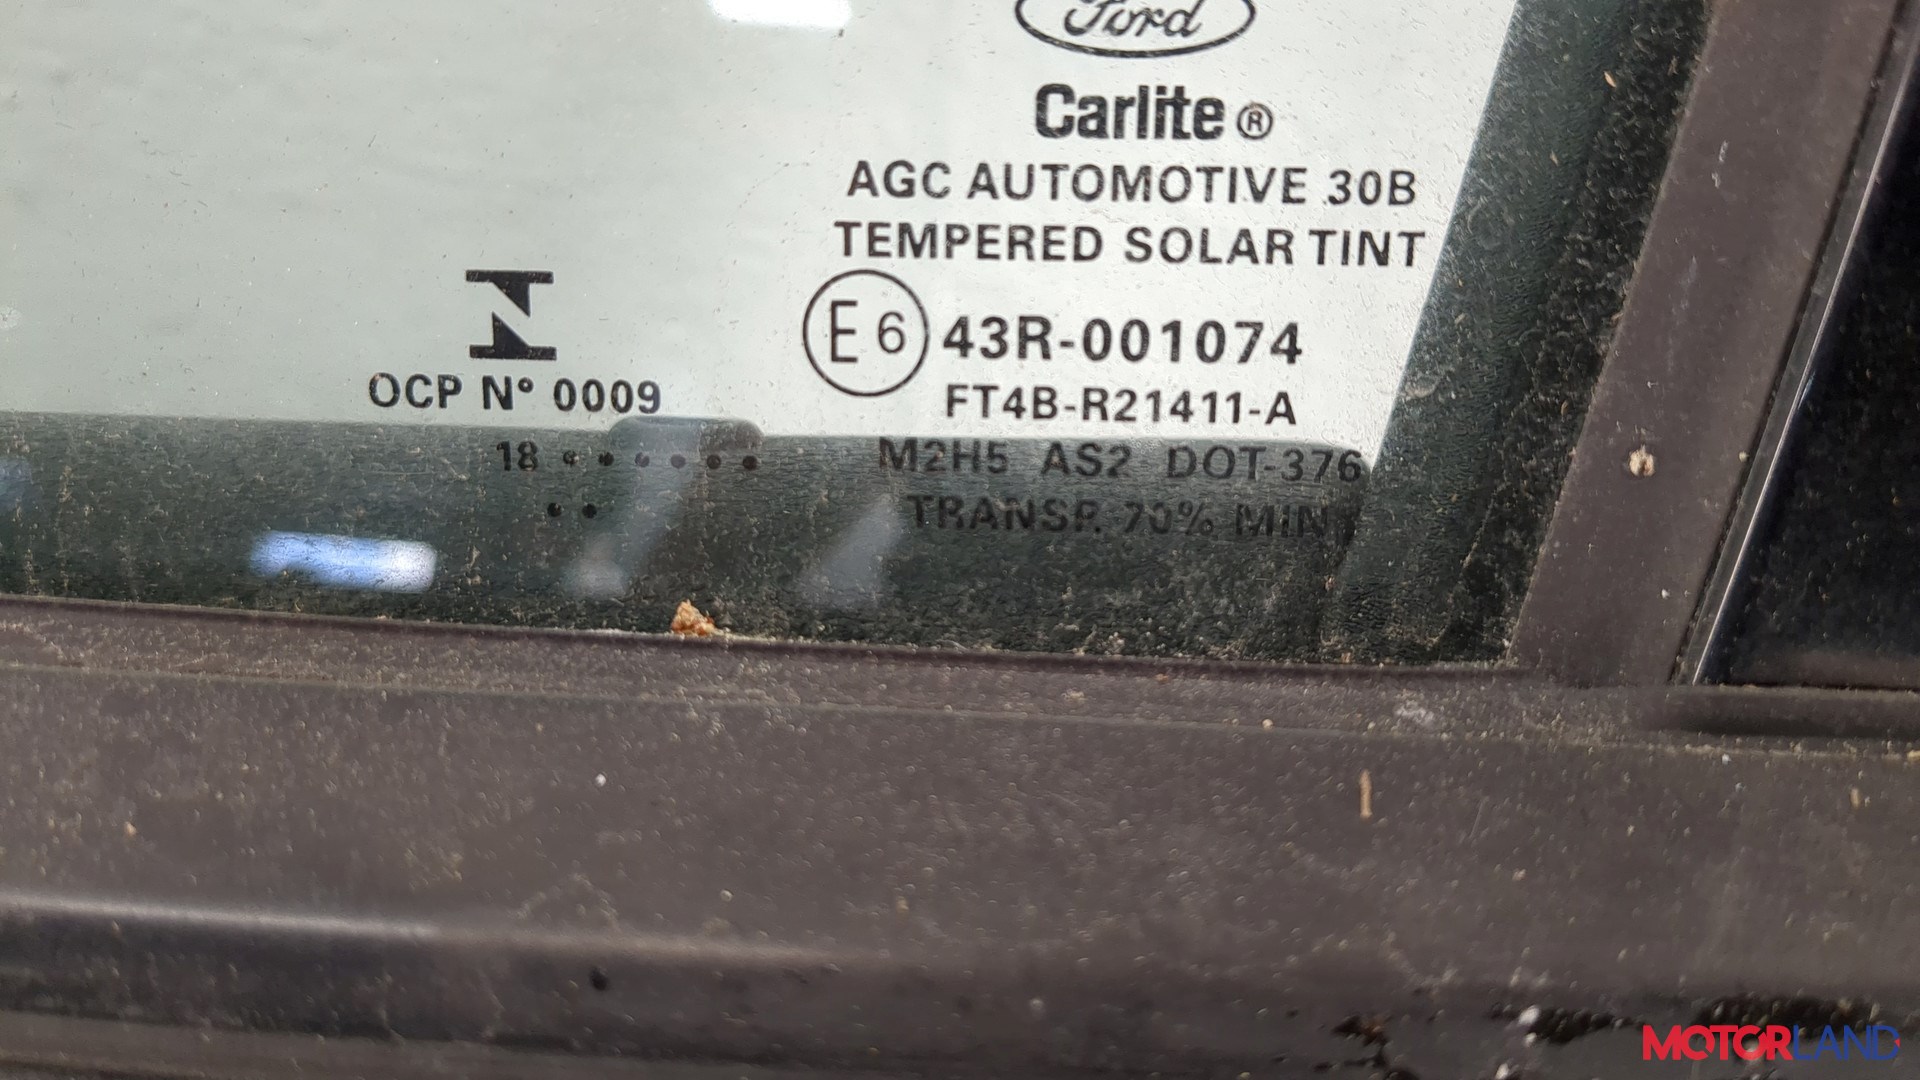 Ford
Carlite ®
AGC AUTOMOTIVE 30B
TEMPERED SOLAR TINT
E6 43R-001074
FT4B-R21411-A
M2H5 AS2 DOT-376
TRANSP. 70% MIN
OCP Nº 0009
18
MOTORLAND